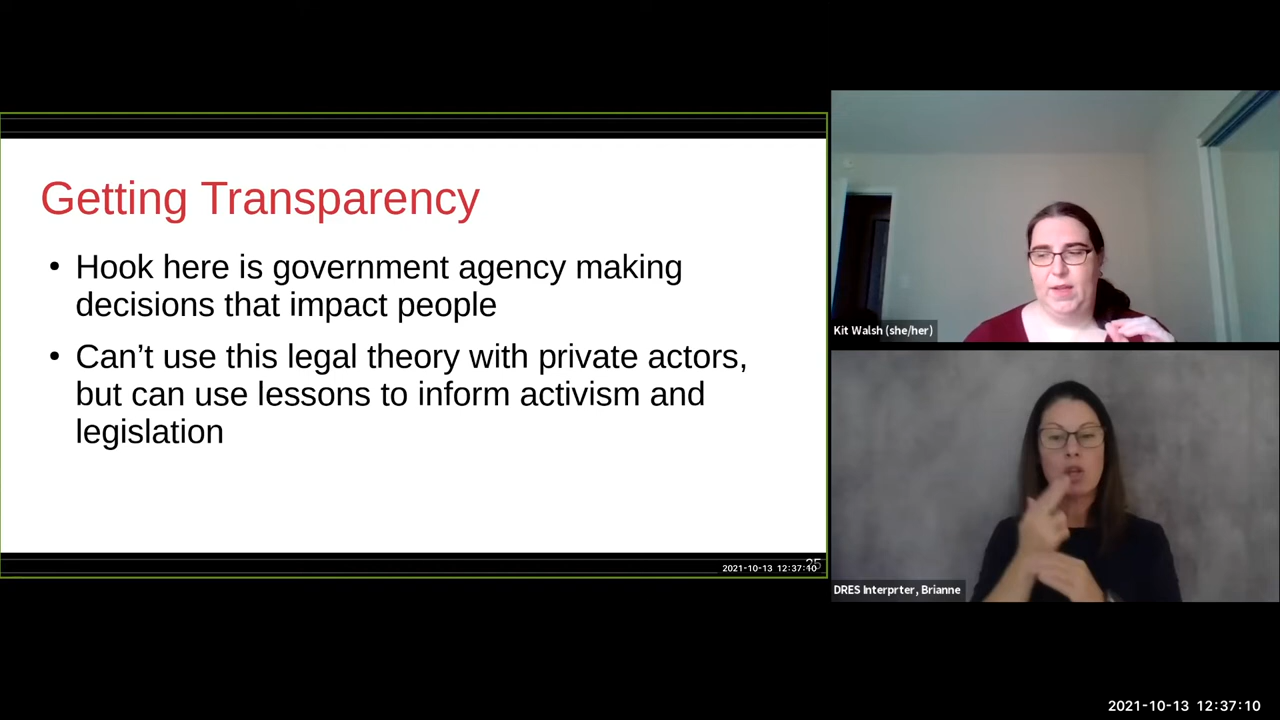 Getting Transparency
• Hook here is government agency making
decisions that impact people
• Can’t use this legal theory with private actors,
but can use lessons to inform activism and
legislation
2021-10-13 12:37:10
Kit Walsh (she/her)
DRES Interprter, Brianne
2021-10-13 12:37:10